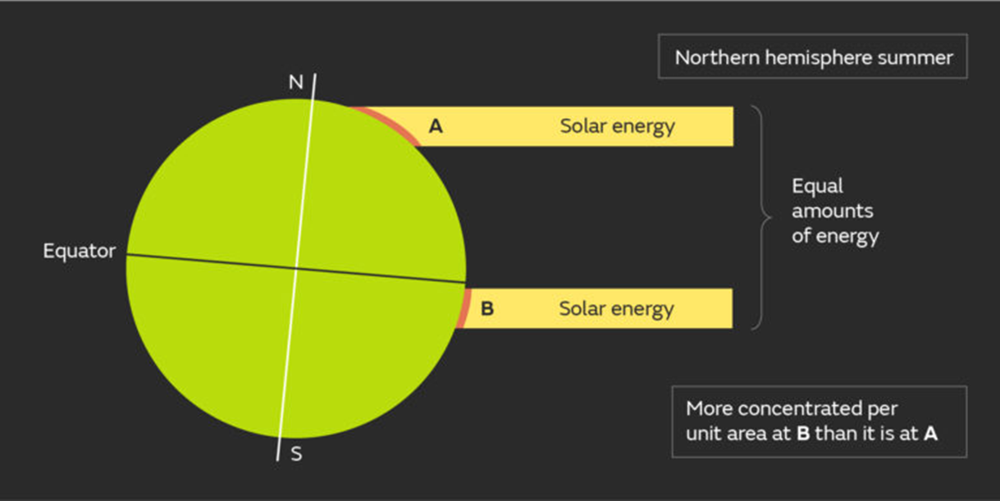 Northern hemisphere summer
N
A
Solar energy
Equal
amounts
of energy
Equator
B
Solar energy
More concentrated per
unit area at B than it is at A
S